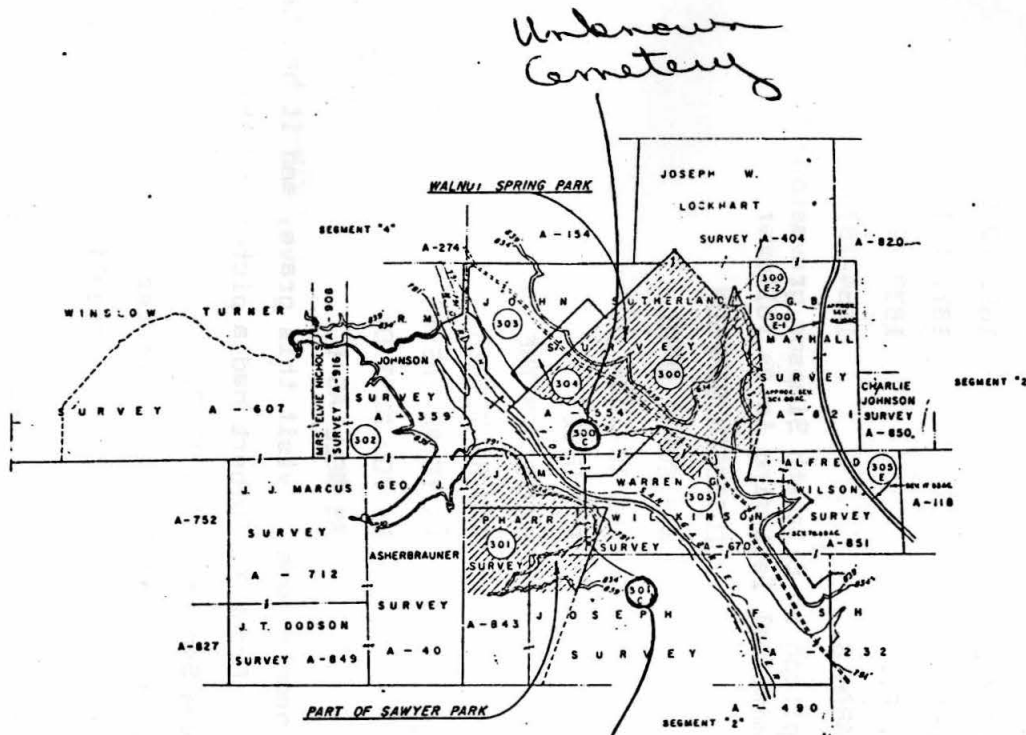 Unknown
Cemetery
WALNUT SPRING PARK
JOSEPH W.
LOCKHART
SURVEY A-404
A-820
SEGMENT "4"
A-274
A-154
300
E-2
WINSLOW TURNER
A-908
R. M.
JOHN SUTHERLAND
G. B.
300
E-1
303
MAYHALL
MRS. ELVIE NICHOLS
SURVEY A-916
JOHNSON
SURVEY
304
300
SURVEY
CHARLIE
JOHNSON
SURVEY
A-850
SEGMENT "2
SURVEY A-607
SURVEY
A-359
A-554
A-821
302
300
C
J. J. MARCUS
GEO. J.
J. M.
WARREN G.
ALFRED
305
E
305
WILSON
A-118
A-752
SURVEY
PHARR
WILKINSON
SURVEY
301
ASHERBRAUNER
SURVEY
SURVEY A-670
A-851
A-712
301
C
J. T. DODSON
SURVEY
A-843
JOSEPH FISH
A-827
SURVEY A-849
A-40
SURVEY
A-232
PART OF SAWYER PARK
A-490
SEGMENT "2"